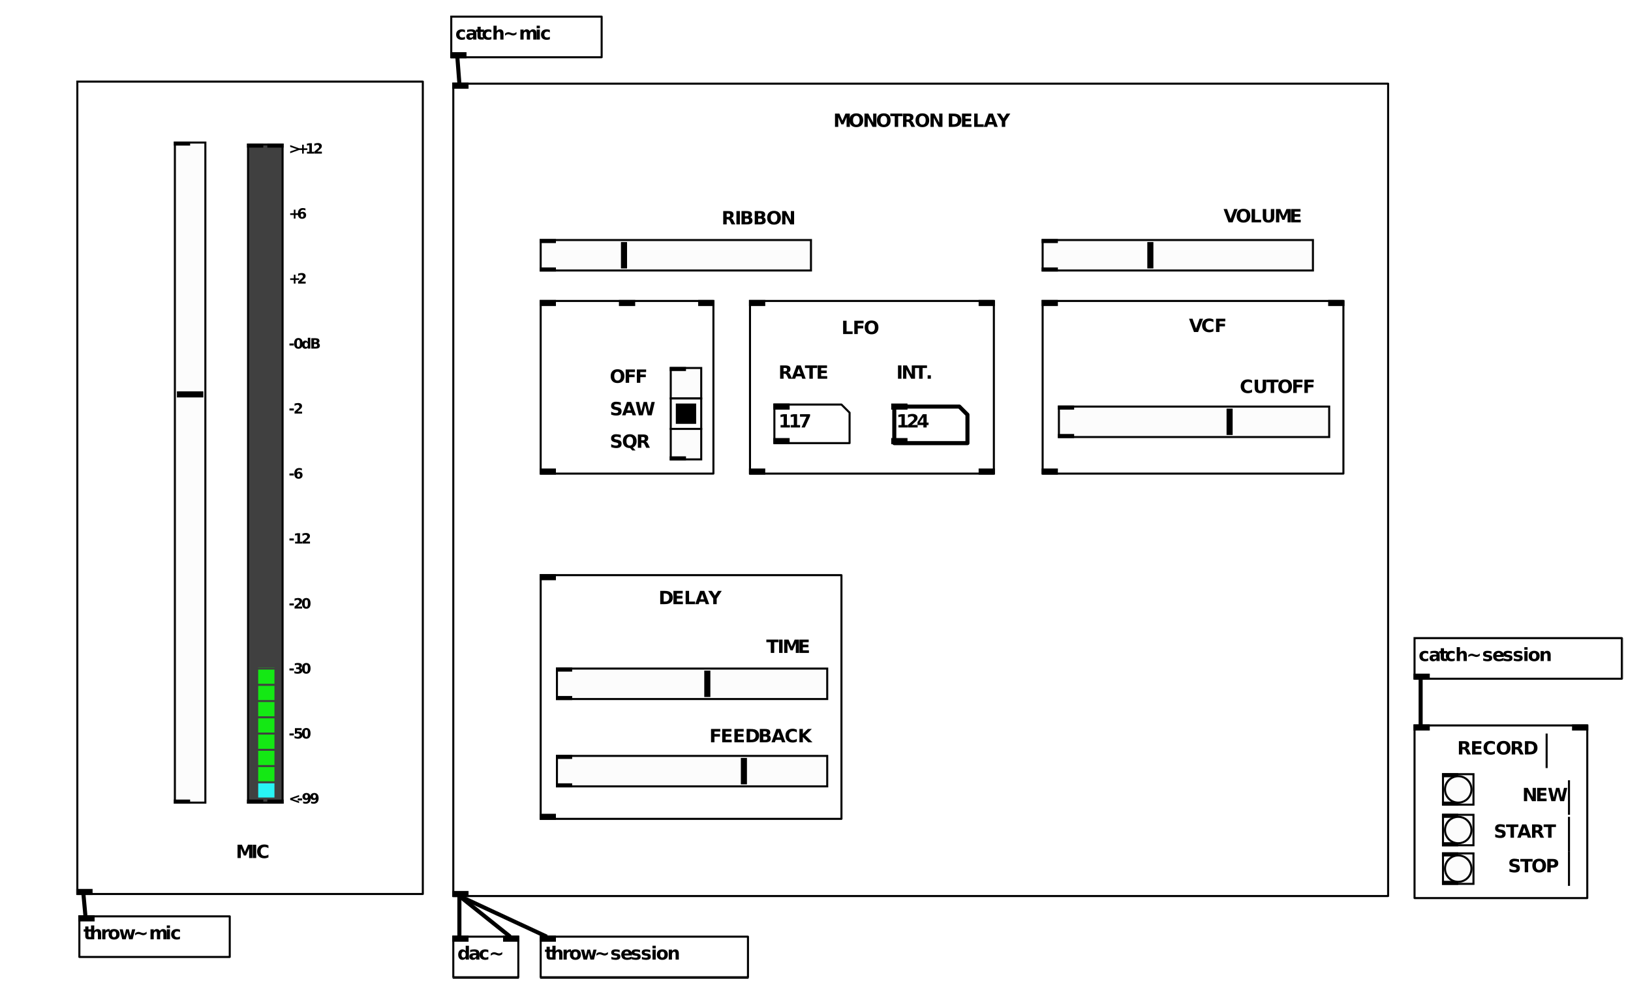 catch~ mic
>+12
+6
+2
-0dB
-2
-6
-12
-20
-30
-50
<-99
MIC
throw~ mic
MONOTRON DELAY
RIBBON
VOLUME
OFF
SAW
SQR
LFO
RATE
INT.
117
124
VCF
CUTOFF
DELAY
TIME
FEEDBACK
dac~
throw~ session
catch~ session
RECORD
NEW
START
STOP